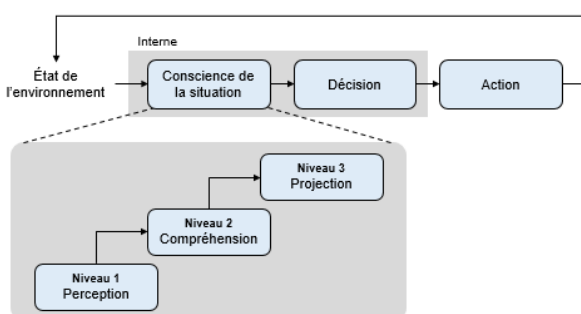 Interne
État de
l'environnement
Conscience de
la situation
Décision
Action
Niveau 3
Projection
Niveau 2
Compréhension
Niveau 1
Perception